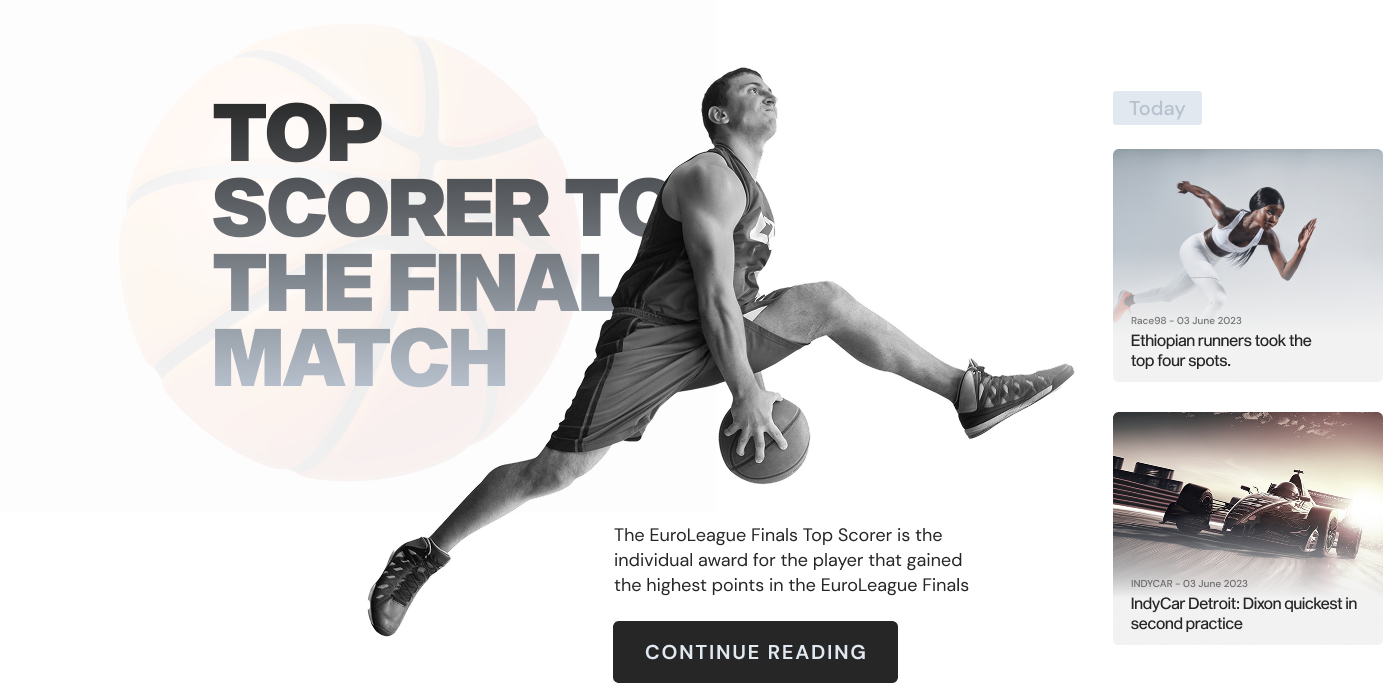 TOP
SCORER TO
THE FINAL
MATCH
The EuroLeague Finals Top Scorer is the
individual award for the player that gained
the highest points in the EuroLeague Finals
CONTINUE READING
Today
Race98 - 03 June 2023
Ethiopian runners took the
top four spots.
INDYCAR - 03 June 2023
IndyCar Detroit: Dixon quickest in
second practice